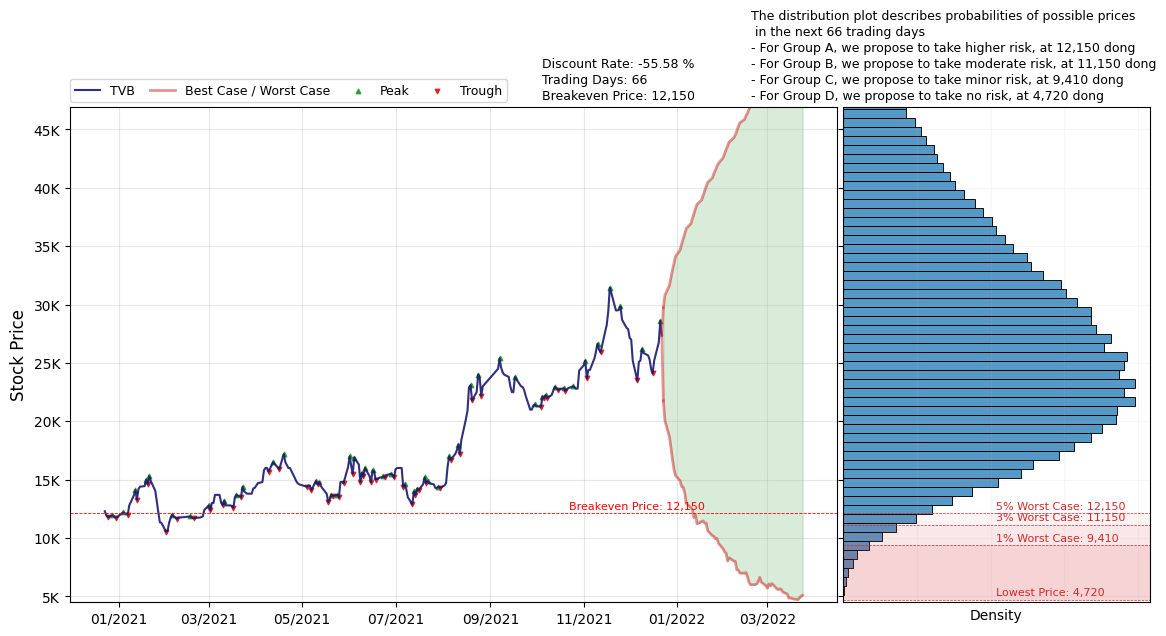 The distribution plot describes probabilities of possible prices
in the next 66 trading days
- For Group A, we propose to take higher risk, at 12,150 dong
- For Group B, we propose to take moderate risk, at 11,150 dong
- For Group C, we propose to take minor risk, at 9,410 dong
- For Group D, we propose to take no risk, at 4,720 dong
Discount Rate: -55.58 %
Trading Days: 66
Breakeven Price: 12,150
TVB
Best Case / Worst Case
Peak
Trough
Stock Price
45K
40K
35K
30K
25K
20K
15K
10K
5K
Breakeven Price: 12,150
01/2021
03/2021
05/2021
07/2021
09/2021
11/2021
01/2022
03/2022
5% Worst Case: 12,150
3% Worst Case: 11,150
1% Worst Case: 9,410
Lowest Price: 4,720
Density